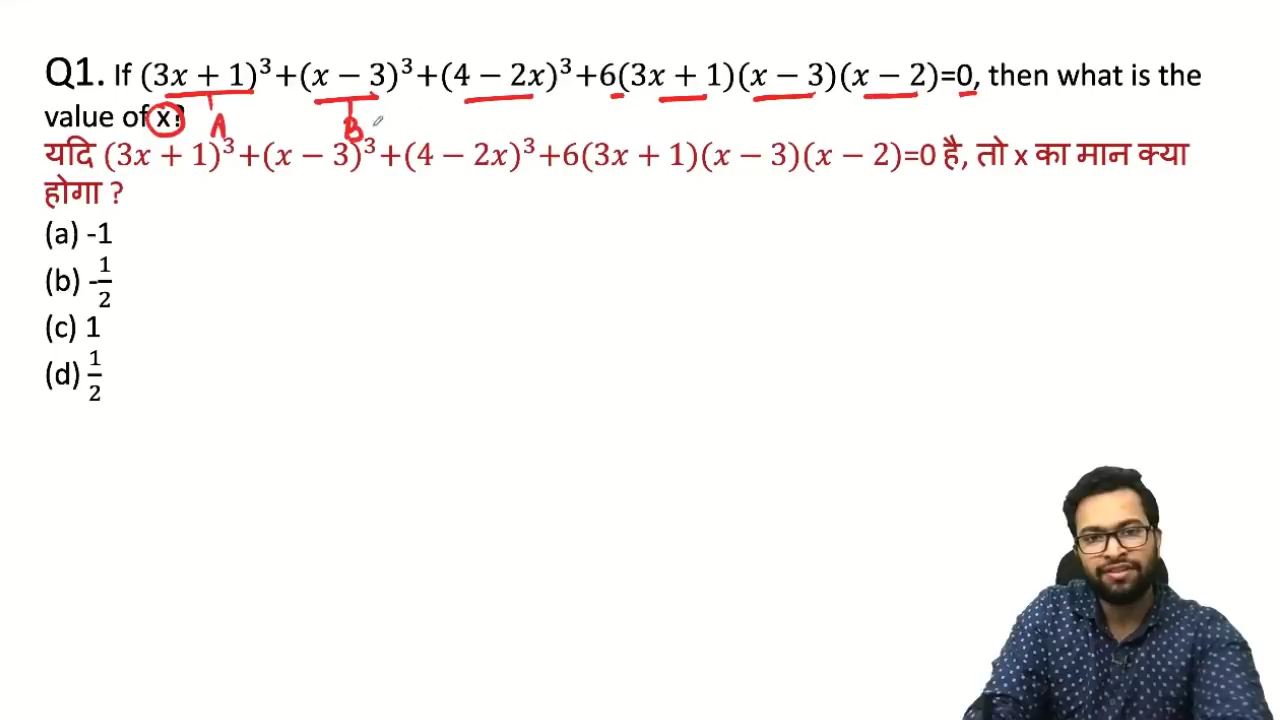 Q1. If (3x + 1)³+(x − 3)³+(4 − 2x)³+6(3x + 1)(x − 3)(x − 2)=0, then what is the
value of x?
A B
यदि (3x + 1)³+(x − 3)³+(4 − 2x)³+6(3x + 1)(x − 3)(x − 2)=0 है, तो x का मान क्या
होगा ?
(a) -1
(b) -1/2
(c) 1
(d) 1/2